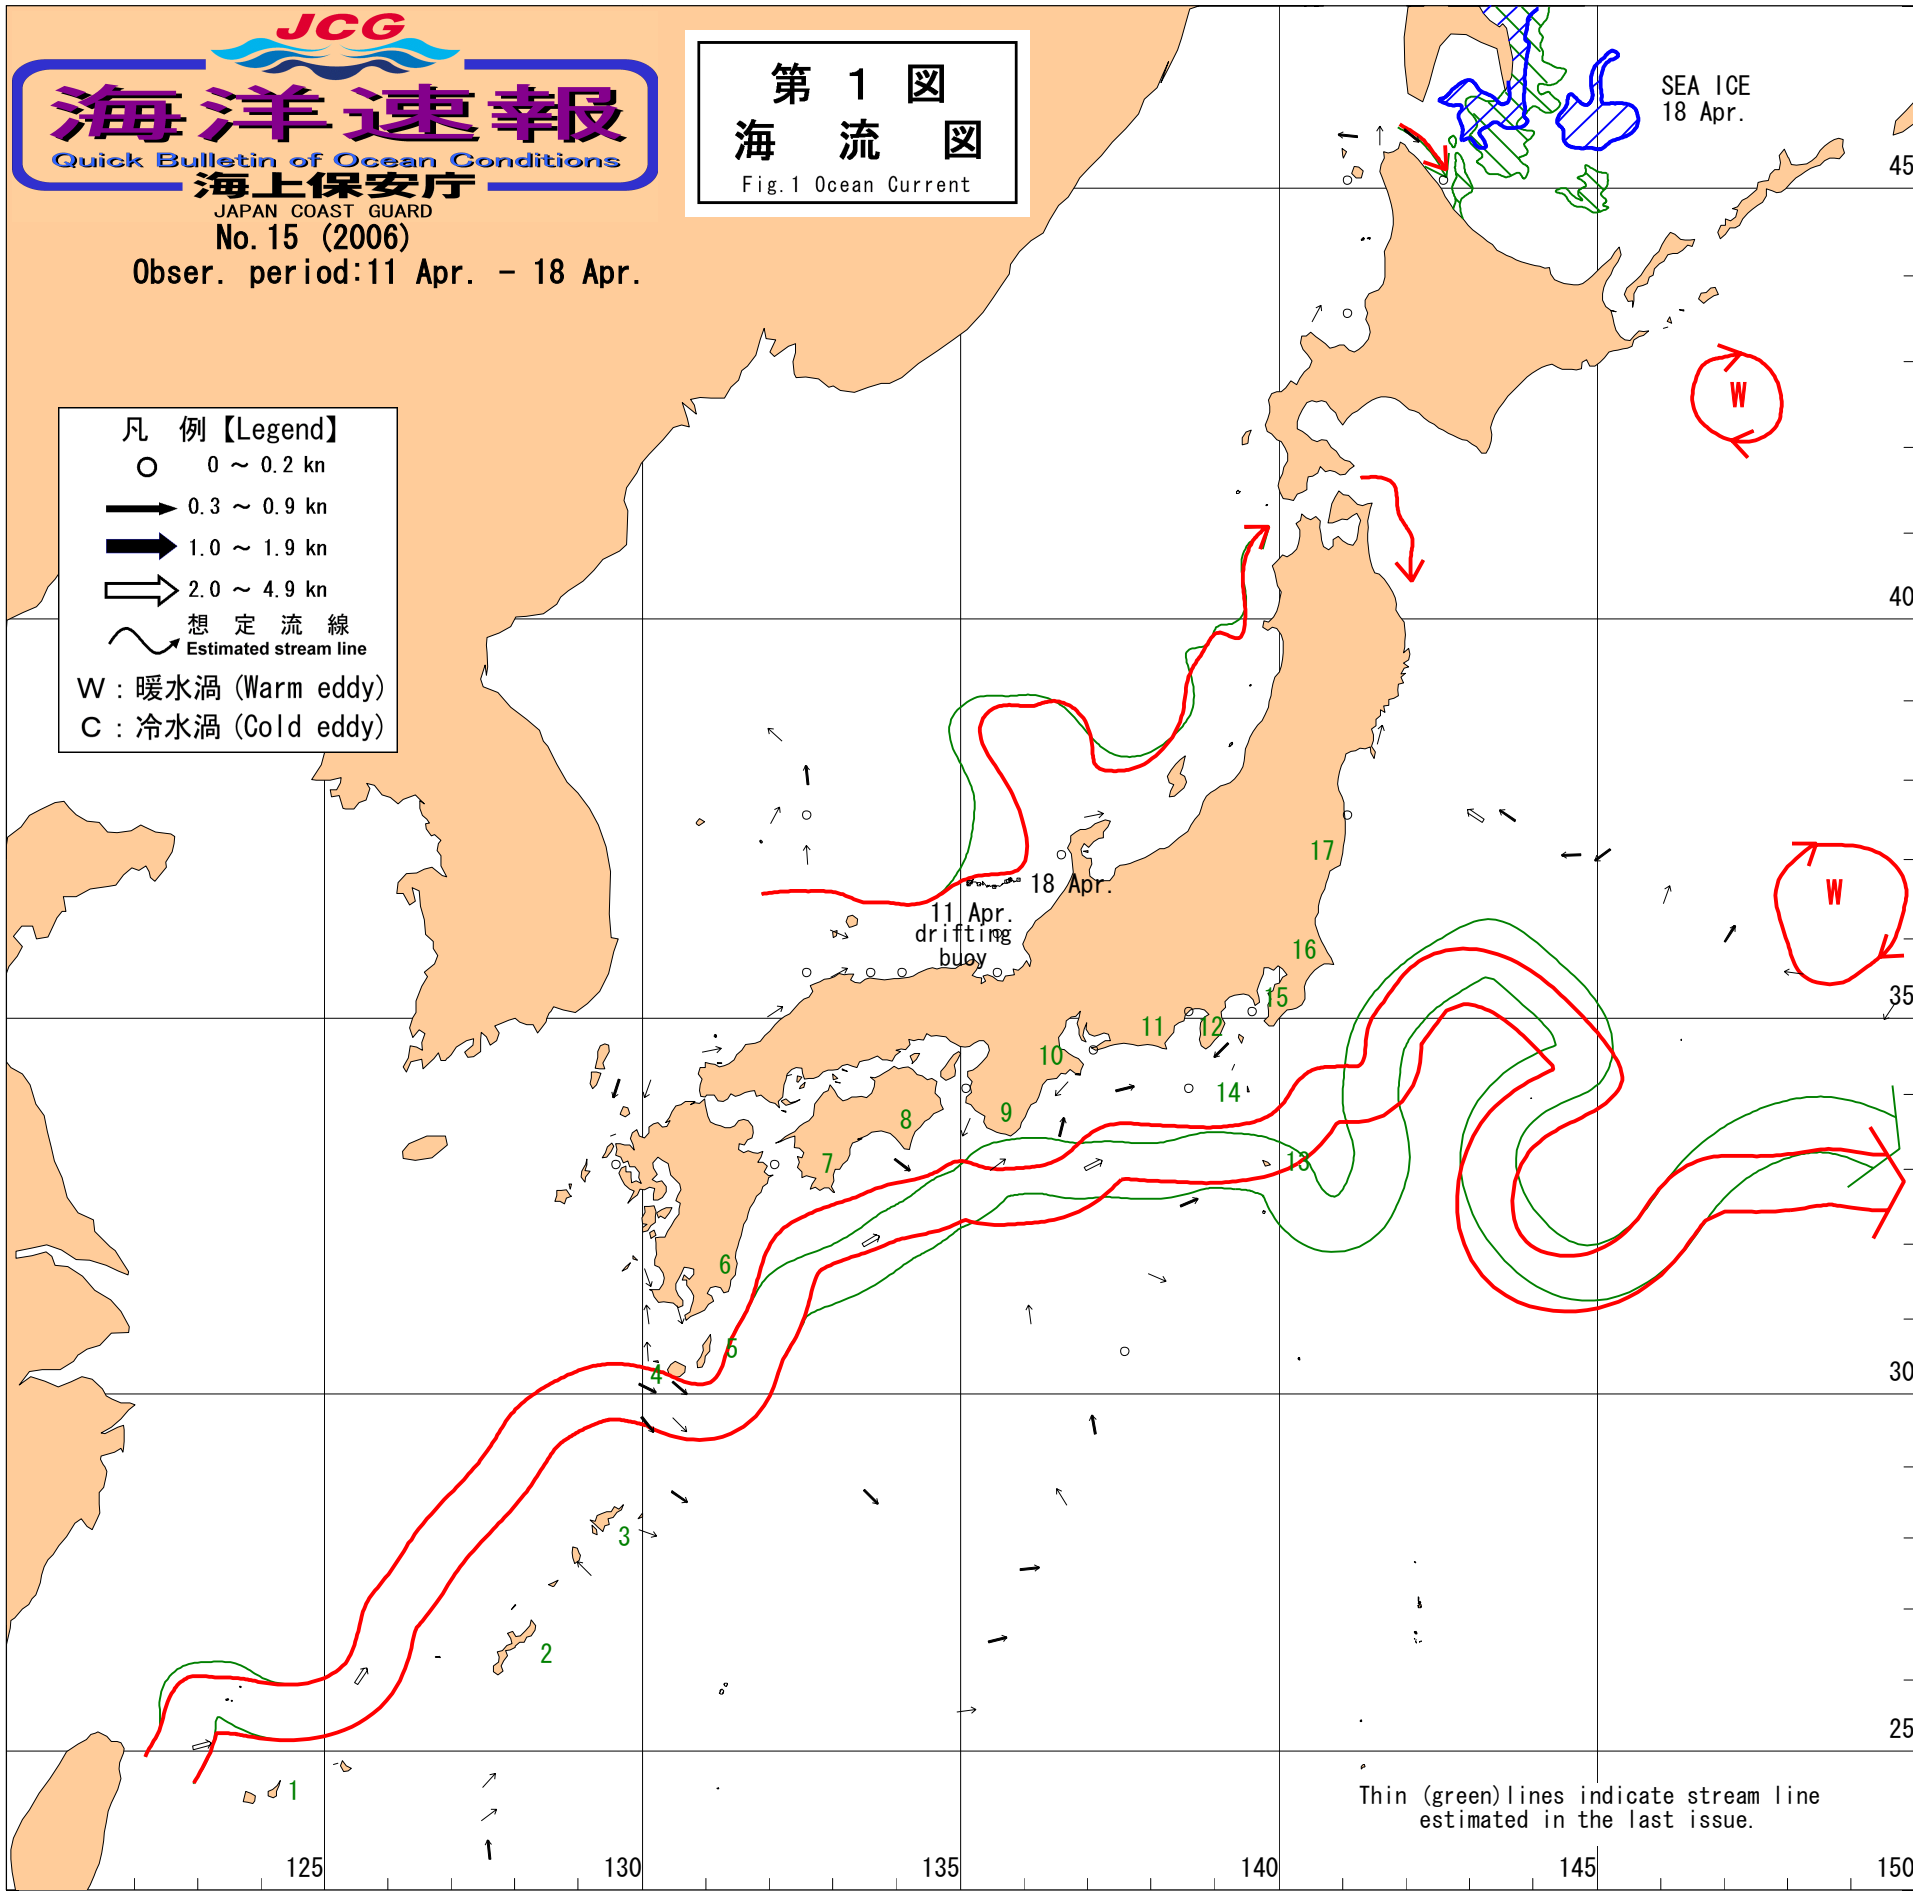 JCG
海洋速報
Quick Bulletin of Ocean Conditions
海上保安庁
JAPAN COAST GUARD
No.15 (2006)
Obser. period:11 Apr. - 18 Apr.
第 1 図
海 流 図
Fig.1 Ocean Current
SEA ICE
18 Apr.
凡 例【Legend】
0 ～ 0.2 kn
0.3 ～ 0.9 kn
1.0 ～ 1.9 kn
2.0 ～ 4.9 kn
想 定 流 線
Estimated stream line
W : 暖水渦 (Warm eddy)
C : 冷水渦 (Cold eddy)
45
W
40
17
18 Apr.
W
11 Apr.
drifting
buoy
16
15
35
11
12
10
14
8
9
7
13
6
5
4
30
3
2
25
1
Thin (green)lines indicate stream line
estimated in the last issue.
125
130
135
140
145
150